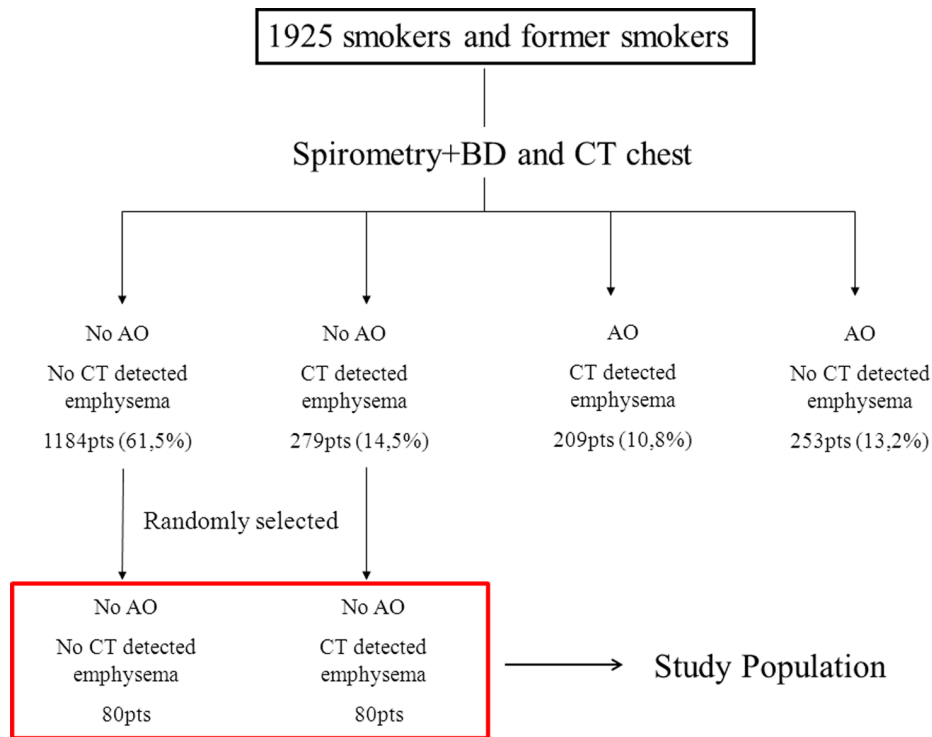 1925 smokers and former smokers
Spirometry+BD and CT chest
No AO
No CT detected
emphysema
1184pts (61,5%)
No AO
CT detected
emphysema
279pts (14,5%)
AO
CT detected
emphysema
209pts (10,8%)
AO
No CT detected
emphysema
253pts (13,2%)
Randomly selected
No AO
No CT detected
emphysema
80pts
No AO
CT detected
emphysema
80pts
Study Population